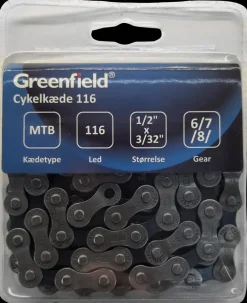 Greenfield®
Cykelkæde 116
MTB
116
1/2"
x
3/32"
6/7
/8/
Kædetype
Led
Størrelse
Gear